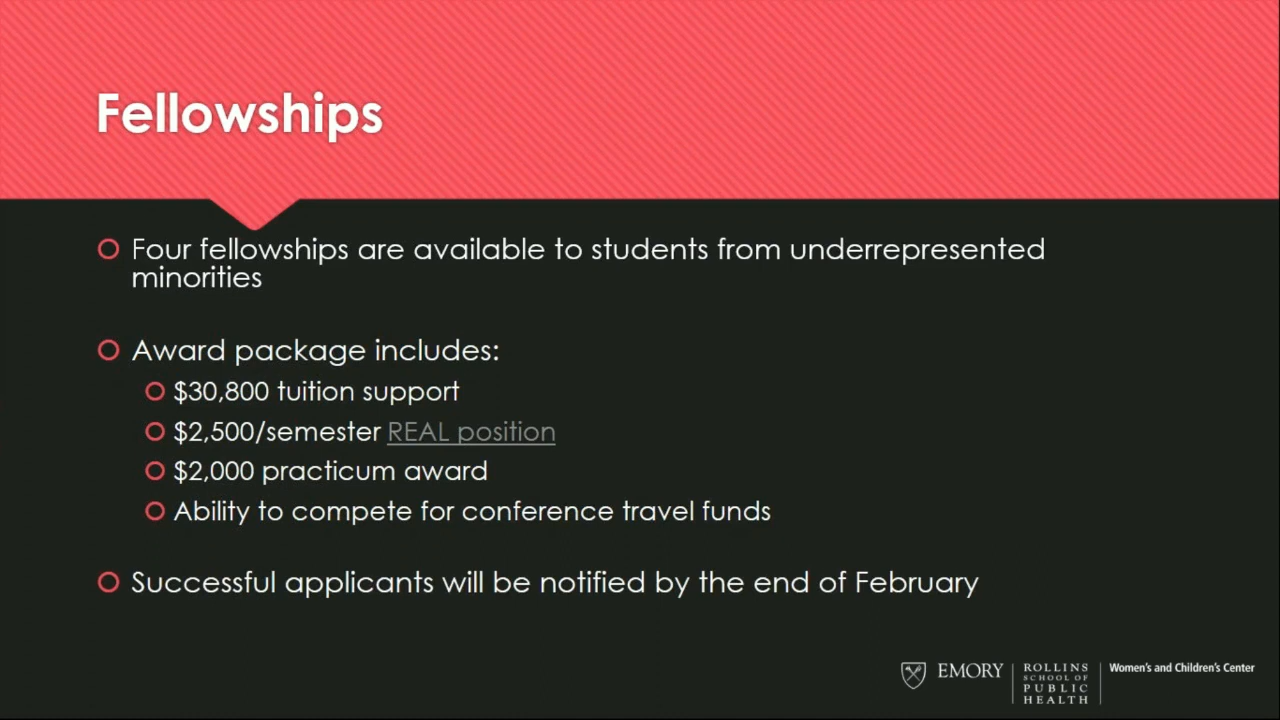 Fellowships
Four fellowships are available to students from underrepresented
minorities
Award package includes:
$30,800 tuition support
$2,500/semester REAL position
$2,000 practicum award
Ability to compete for conference travel funds
Successful applicants will be notified by the end of February
EMORY
ROLLINS
SCHOOL OF
PUBLIC
HEALTH
Women's and Children's Center